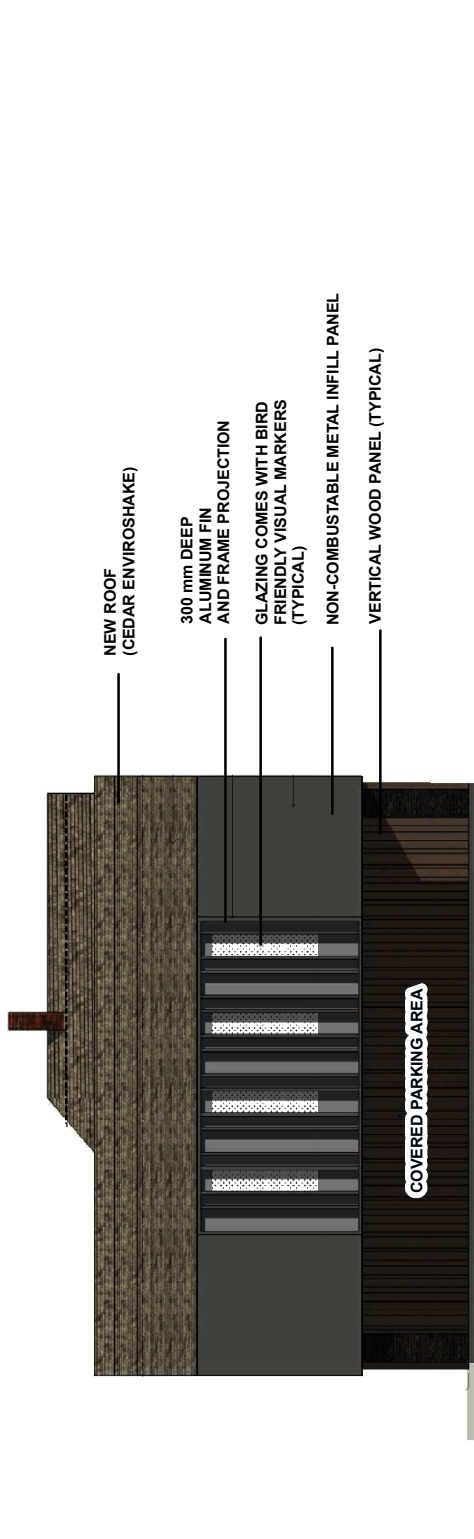 NEW ROOF
(CEDAR ENVIROSHAKE)
300 mm DEEP
ALUMINUM FIN
AND FRAME PROJECTION
GLAZING COMES WITH BIRD
FRIENDLY VISUAL MARKERS
(TYPICAL)
NON-COMBUSTABLE METAL INFILL PANEL
VERTICAL WOOD PANEL (TYPICAL)
COVERED PARKING AREA